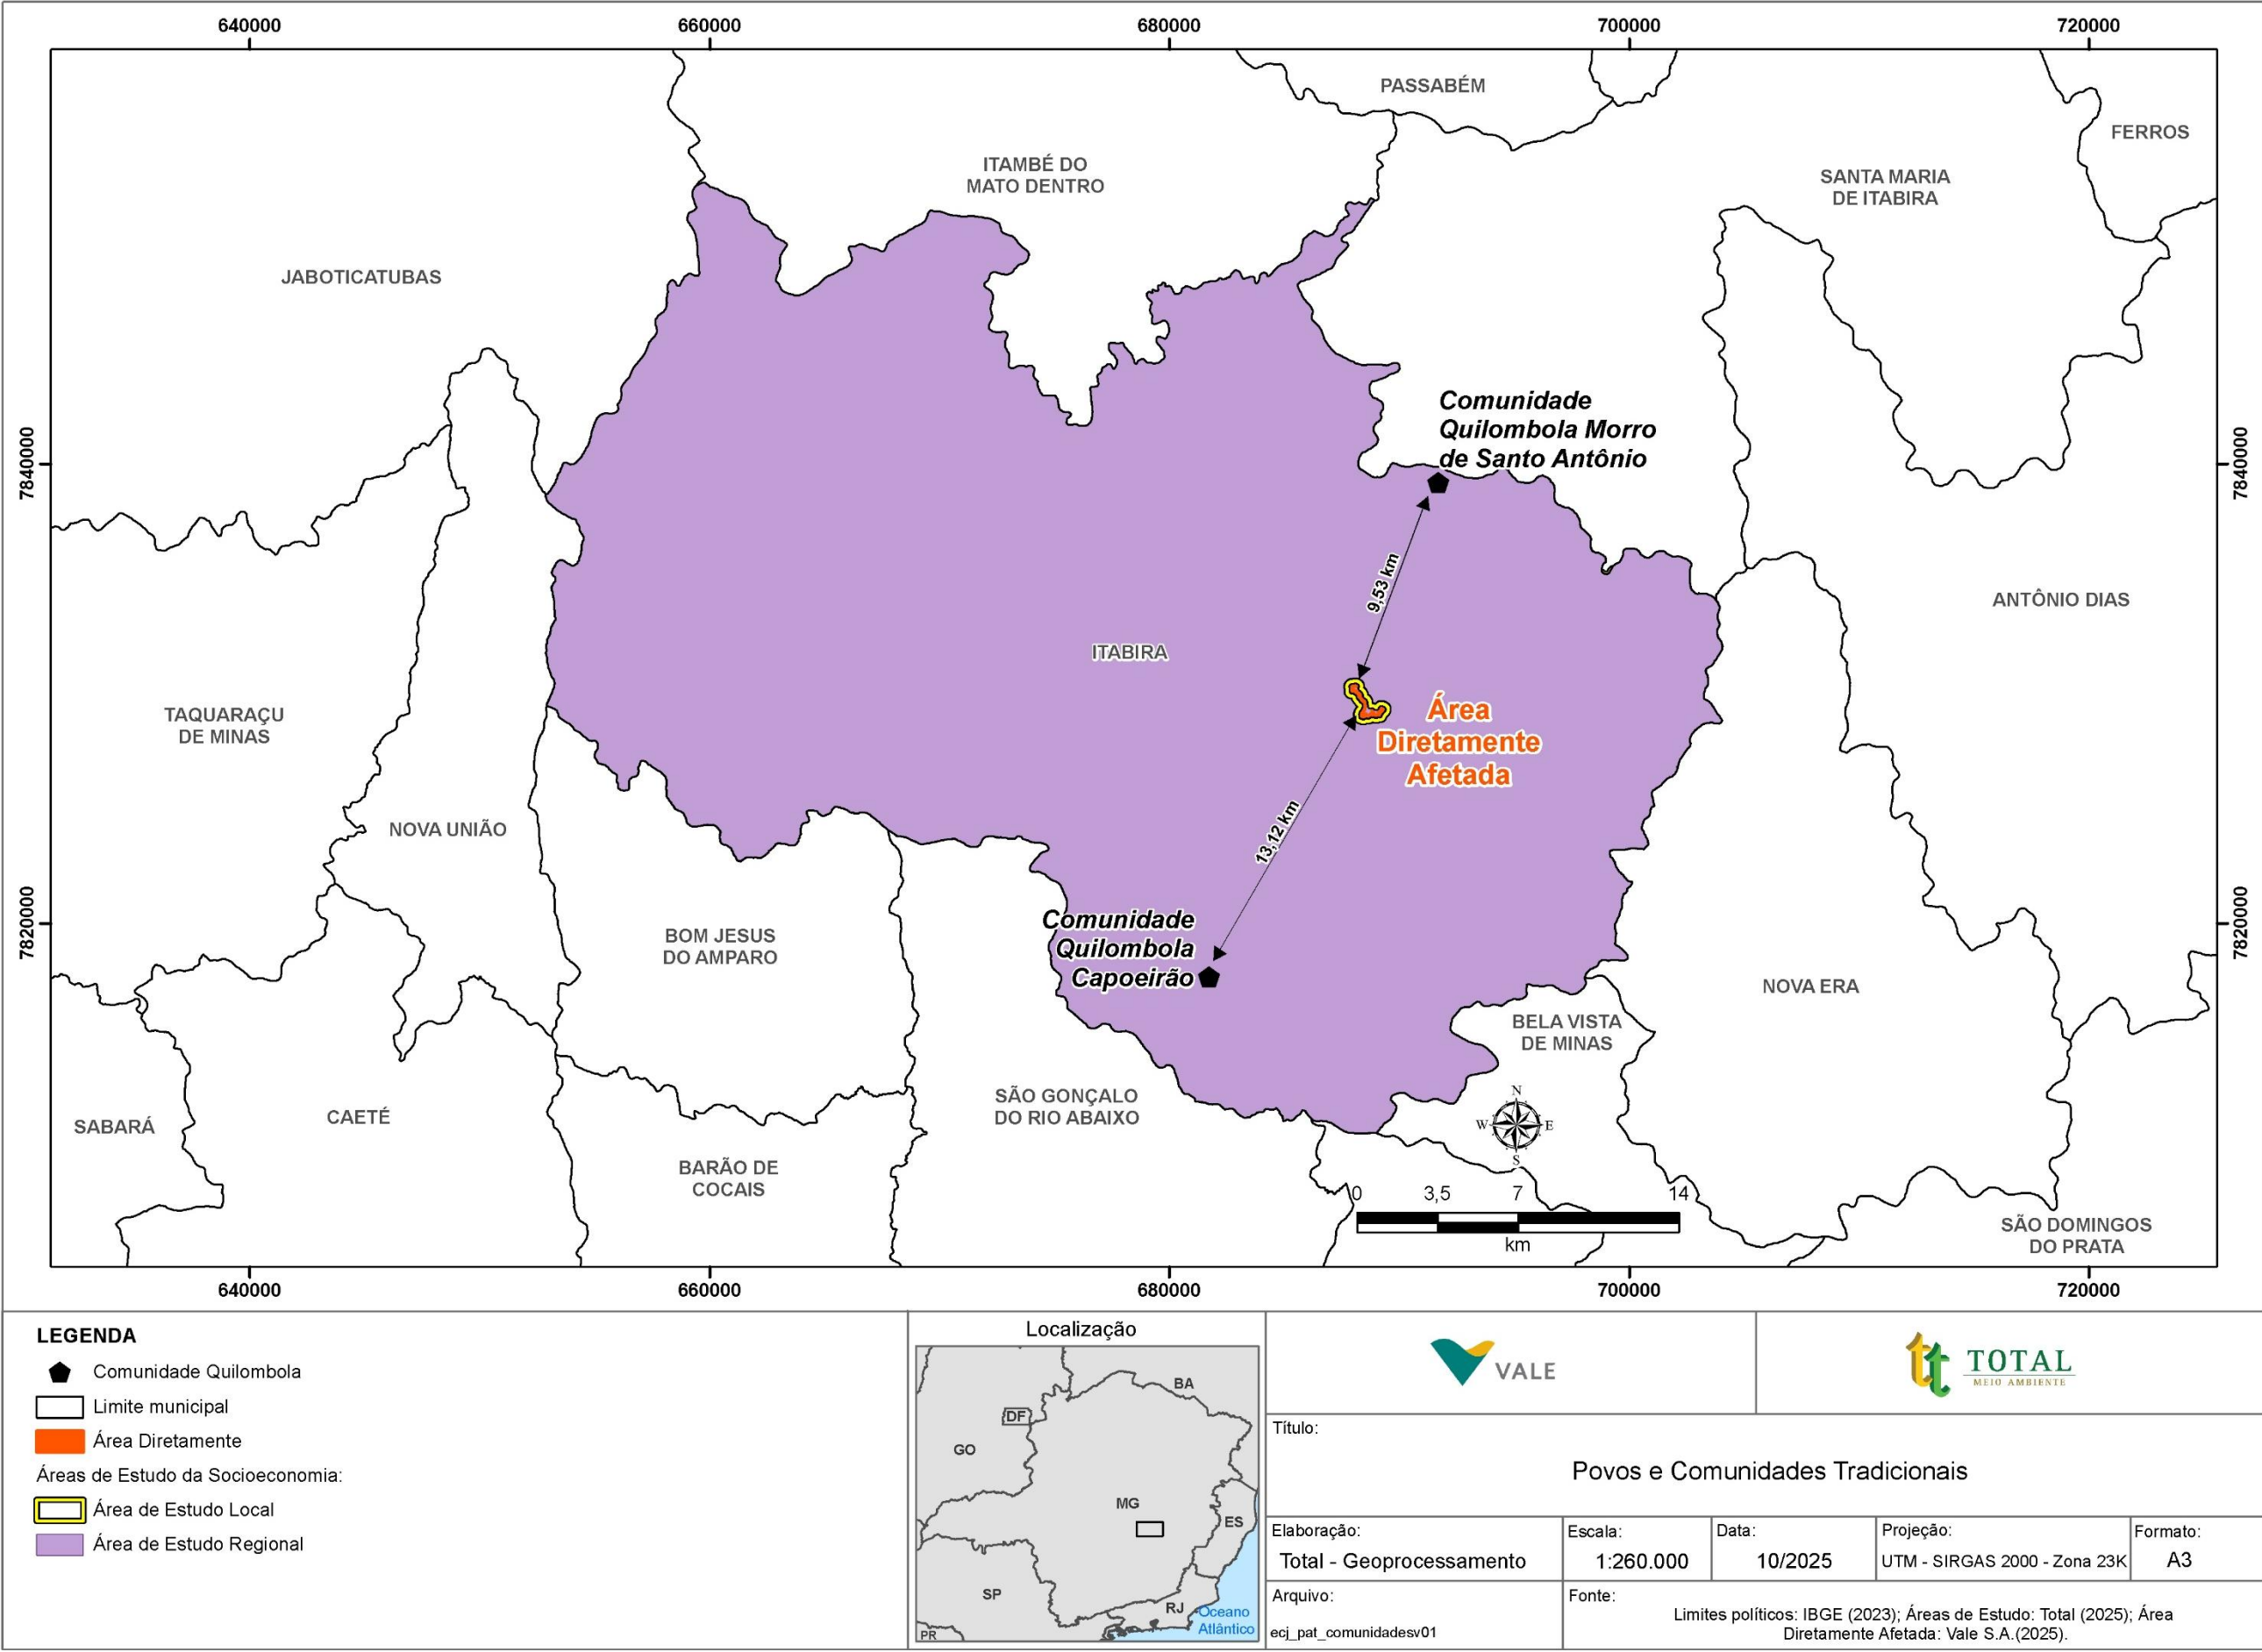 640000
660000
680000
700000
720000
PASSABÉM
FERROS
ITAMBÉ DO
MATO DENTRO
SANTA MARIA
DE ITABIRA
JABOTICATUBAS
Comunidade
Quilombola Morro
de Santo Antônio
7840000
7840000
9,53 km
ANTÔNIO DIAS
ITABIRA
TAQUARAÇU
DE MINAS
Área
Diretamente
Afetada
NOVA UNIÃO
13,12 km
7820000
7820000
Comunidade
Quilombola
Capoeirão
BOM JESUS
DO AMPARO
NOVA ERA
BELA VISTA
DE MINAS
SABARÁ
CAETÉ
SÃO GONÇALO
DO RIO ABAIXO
N
W
E
S
BARÃO DE
COCAIS
0
3,5
7
14
km
SÃO DOMINGOS
DO PRATA
640000
660000
680000
700000
720000
LEGENDA
Comunidade Quilombola
Limite municipal
Área Diretamente
Áreas de Estudo da Socioeconomia:
Área de Estudo Local
Área de Estudo Regional
Localização
BA
DF
GO
MG
ES
SP
RJ
PR
Oceano
Atlântico
VALE
TOTAL
MEIO AMBIENTE
Título:
Povos e Comunidades Tradicionais
Elaboração:
Total - Geoprocessamento
Escala:
1:260.000
Data:
10/2025
Projeção:
UTM - SIRGAS 2000 - Zona 23K
Formato:
A3
Arquivo:
ecj_pat_comunidadesv01
Fonte:
Limites políticos: IBGE (2023); Áreas de Estudo: Total (2025); Área
Diretamente Afetada: Vale S.A.(2025).